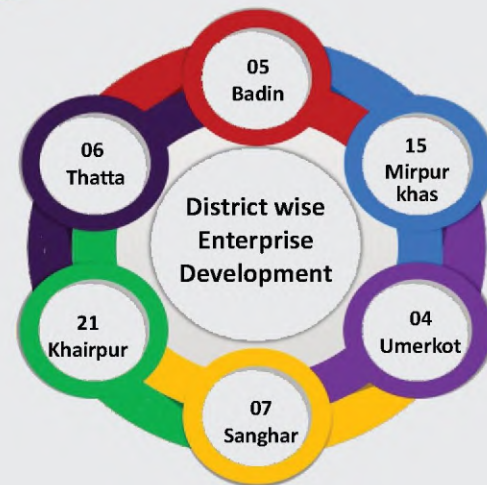 05
Badin
15
Mirpur
khas
04
Umerkot
07
Sanghar
21
Khairpur
06
Thatta
District wise
Enterprise
Development